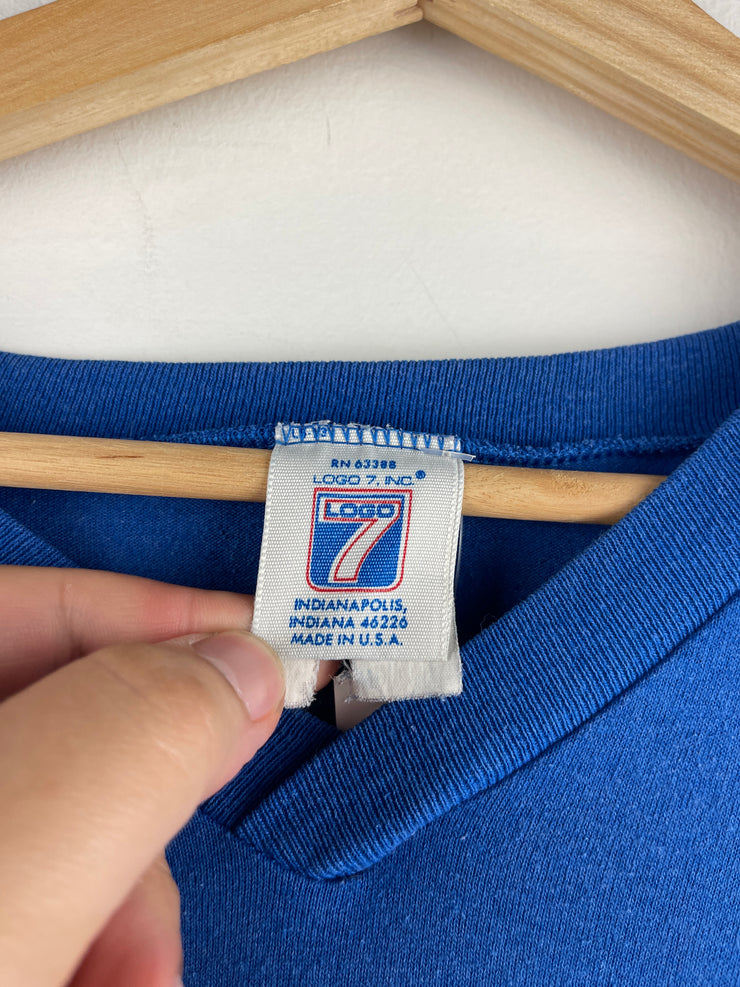 RN 63388
LOGO 7, INC.®
LOGO
7
INDIANAPOLIS,
INDIANA 46226
MADE IN U.S.A.